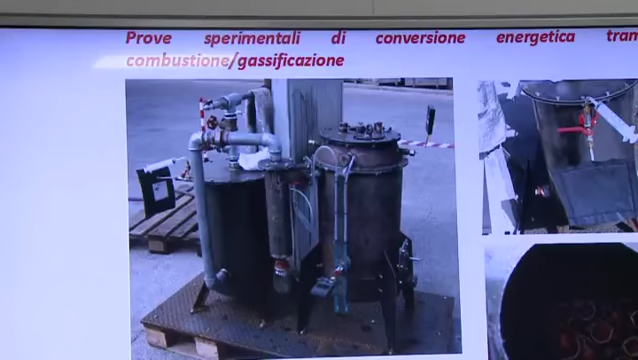 Prove sperimentali di conversione energetica tram
combustione/gassificazione